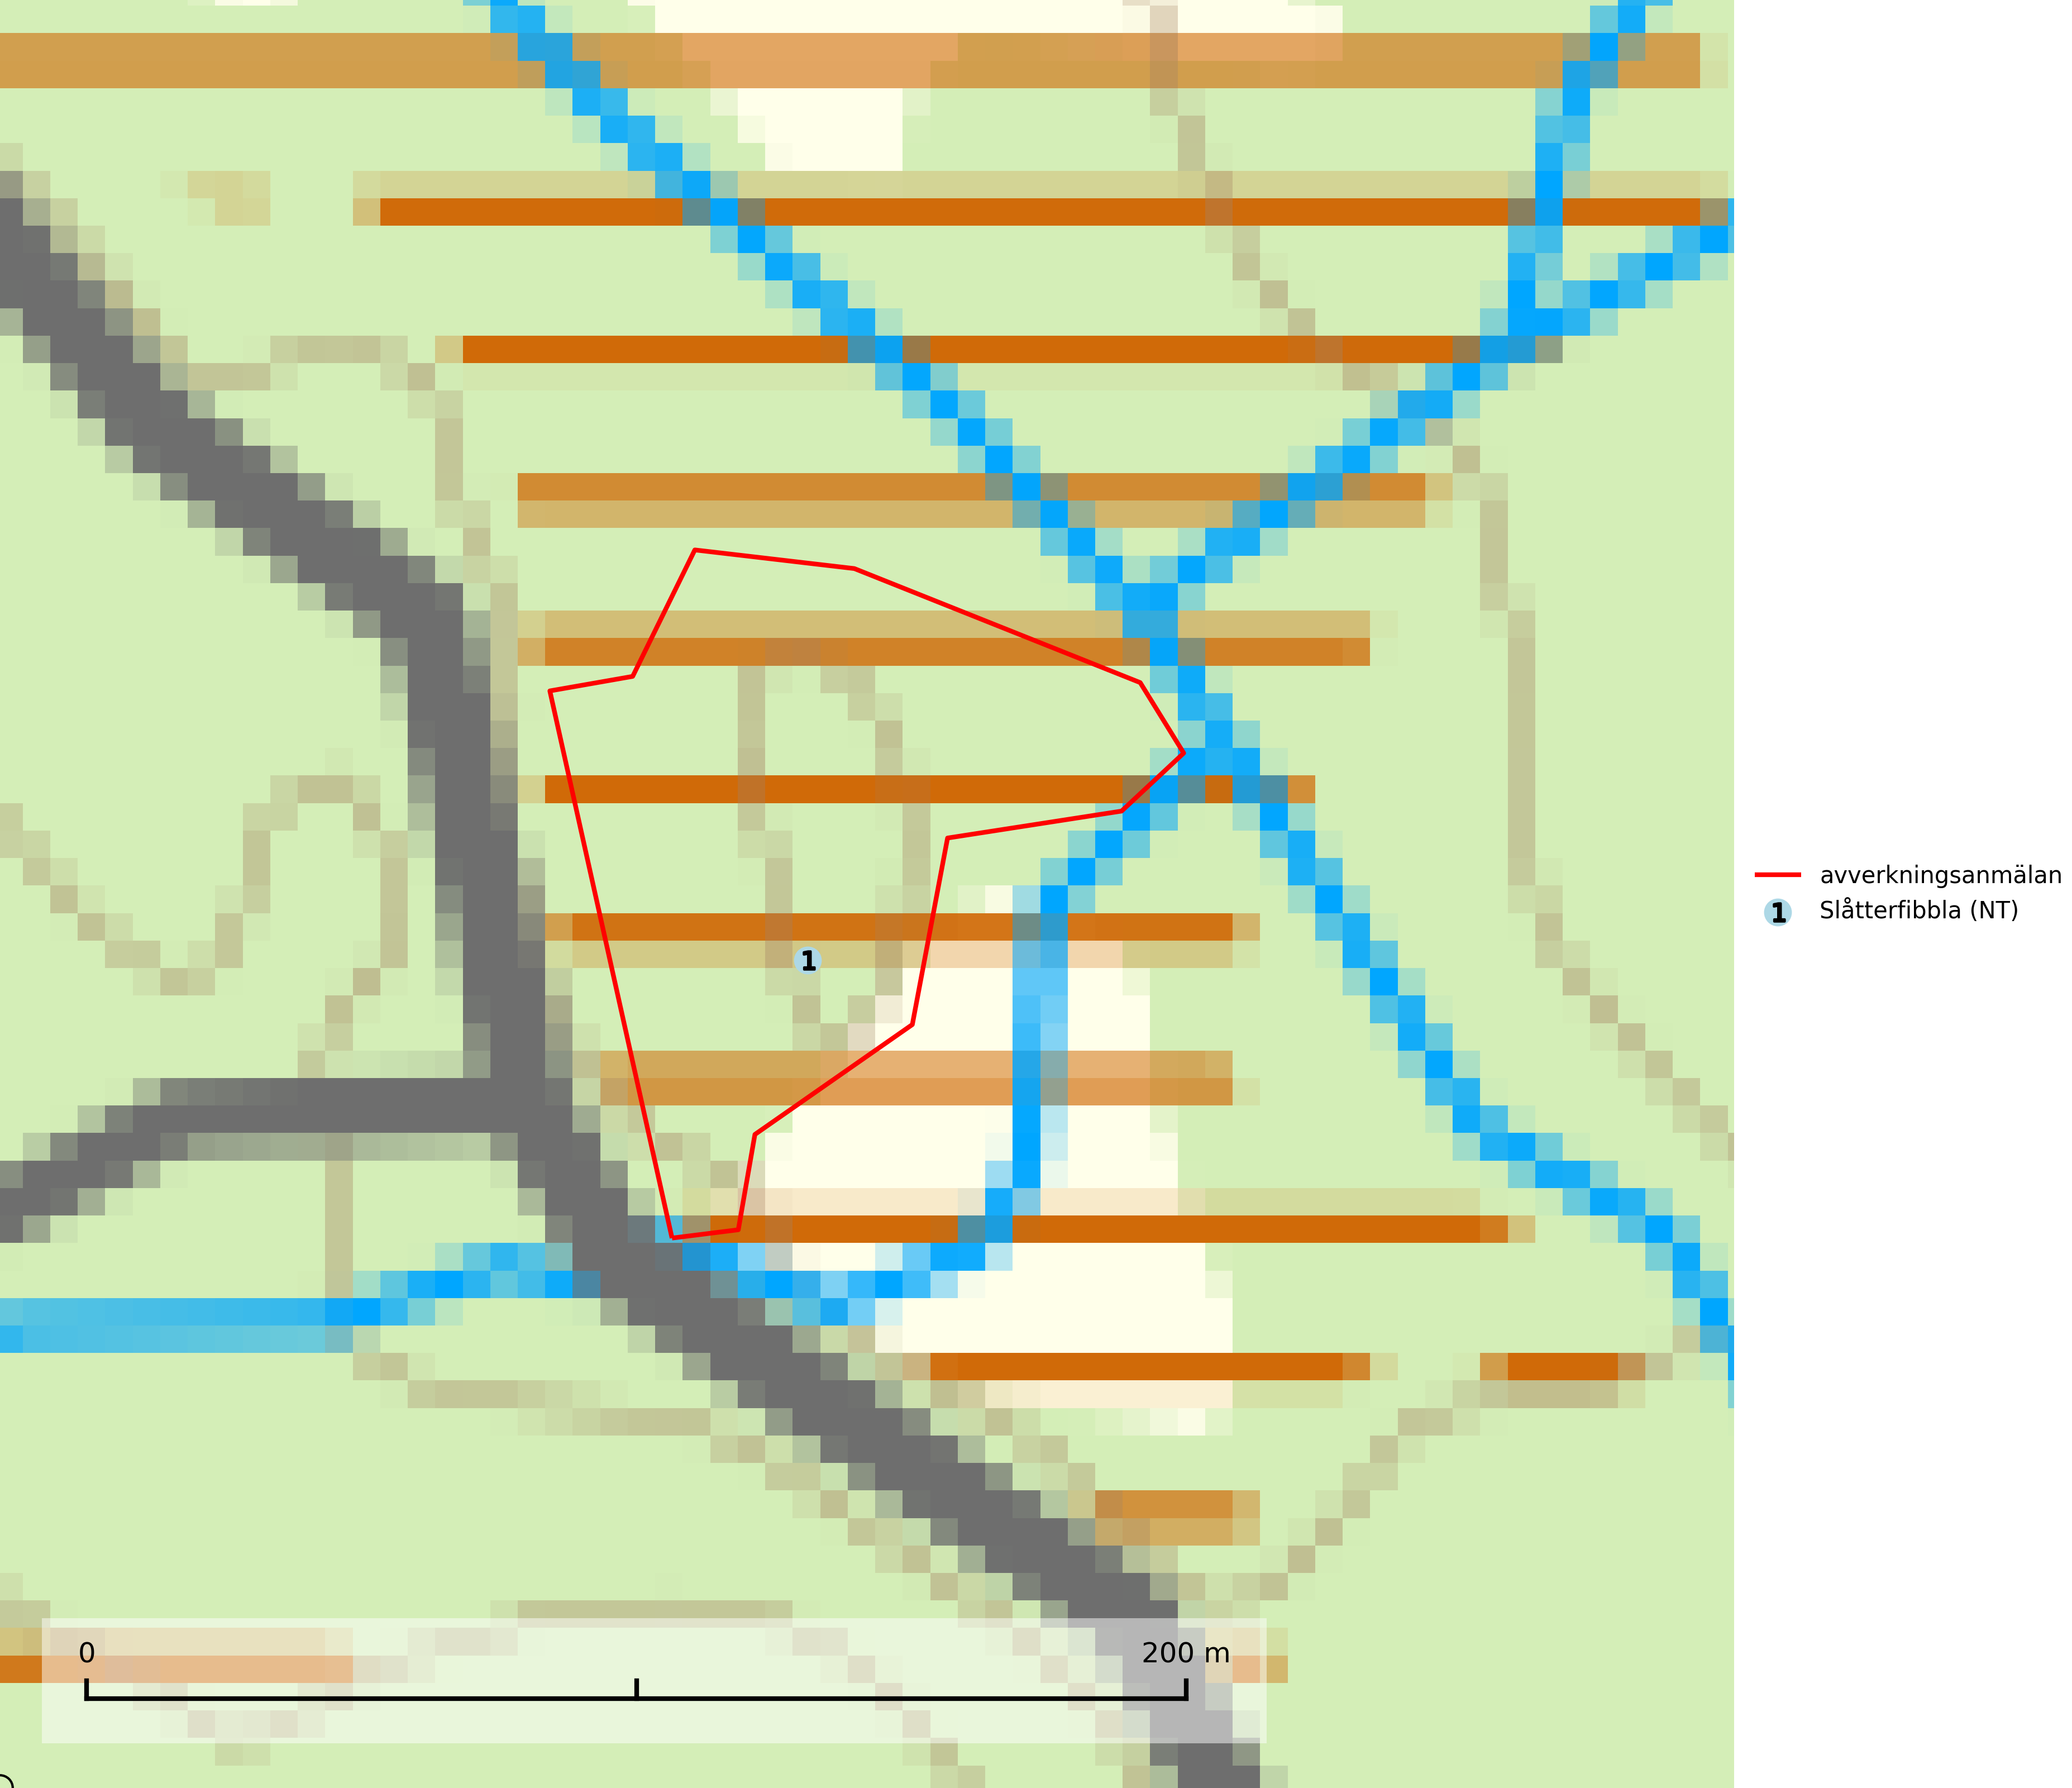 avverkningsanmälan
1 Slåtterfibbla (NT)
1
0 200 m